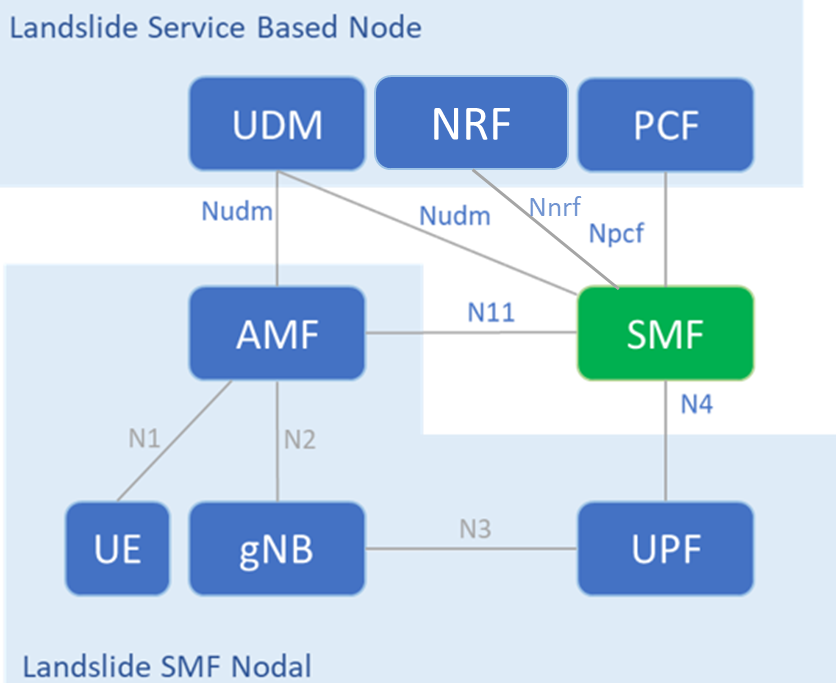 Landslide Service Based Node
UDM
NRF
PCF
Nudm
Nudm
Nnrf
Npcf
AMF
N11
SMF
N4
N1
N2
UE
gNB
N3
UPF
Landslide SMF Nodal